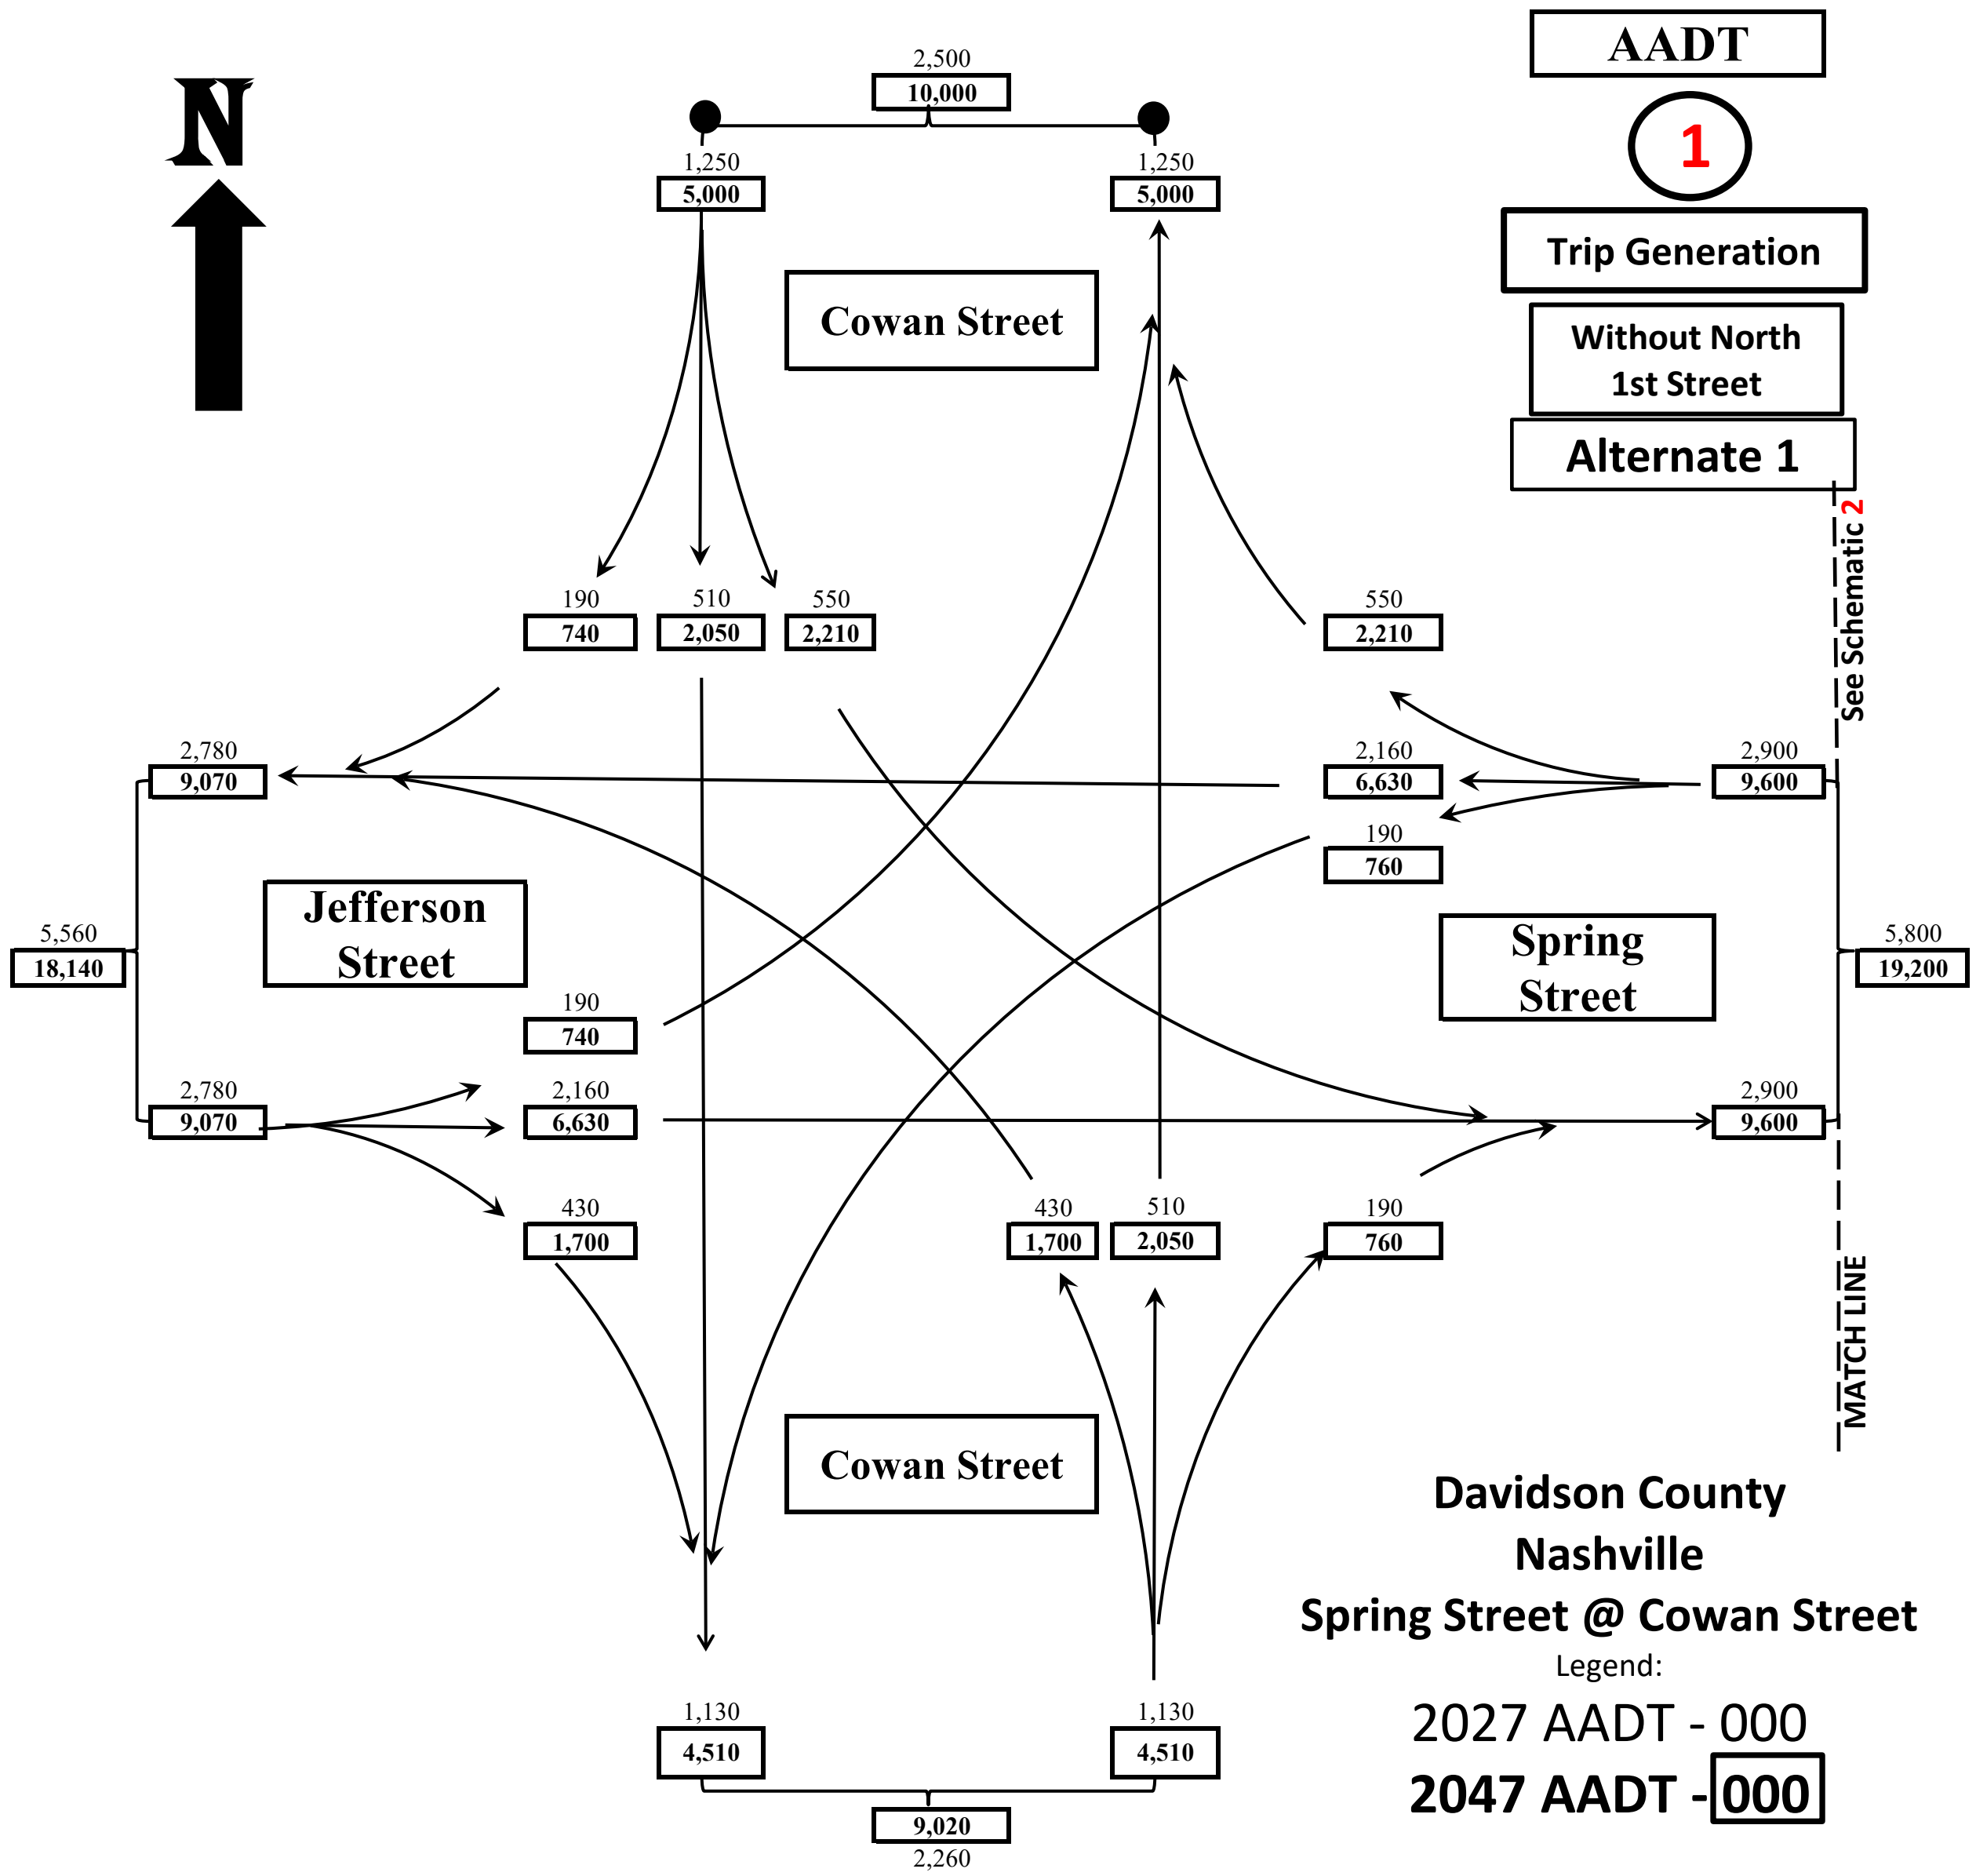 AADT
1
Trip Generation
Without North
1st Street
Alternate 1
See Schematic 2
N
2,500
10,000
1,250
5,000
1,250
5,000
Cowan Street
190
740
510
2,050
550
2,210
550
2,210
2,780
9,070
2,160
6,630
2,900
9,600
190
760
Jefferson
Street
Spring
Street
5,560
18,140
5,800
19,200
190
740
2,780
9,070
2,160
6,630
2,900
9,600
430
1,700
430
1,700
510
2,050
190
760
MATCH LINE
Cowan Street
Davidson County
Nashville
Spring Street @ Cowan Street
Legend:
2027 AADT - 000
2047 AADT - 000
1,130
4,510
1,130
4,510
9,020
2,260